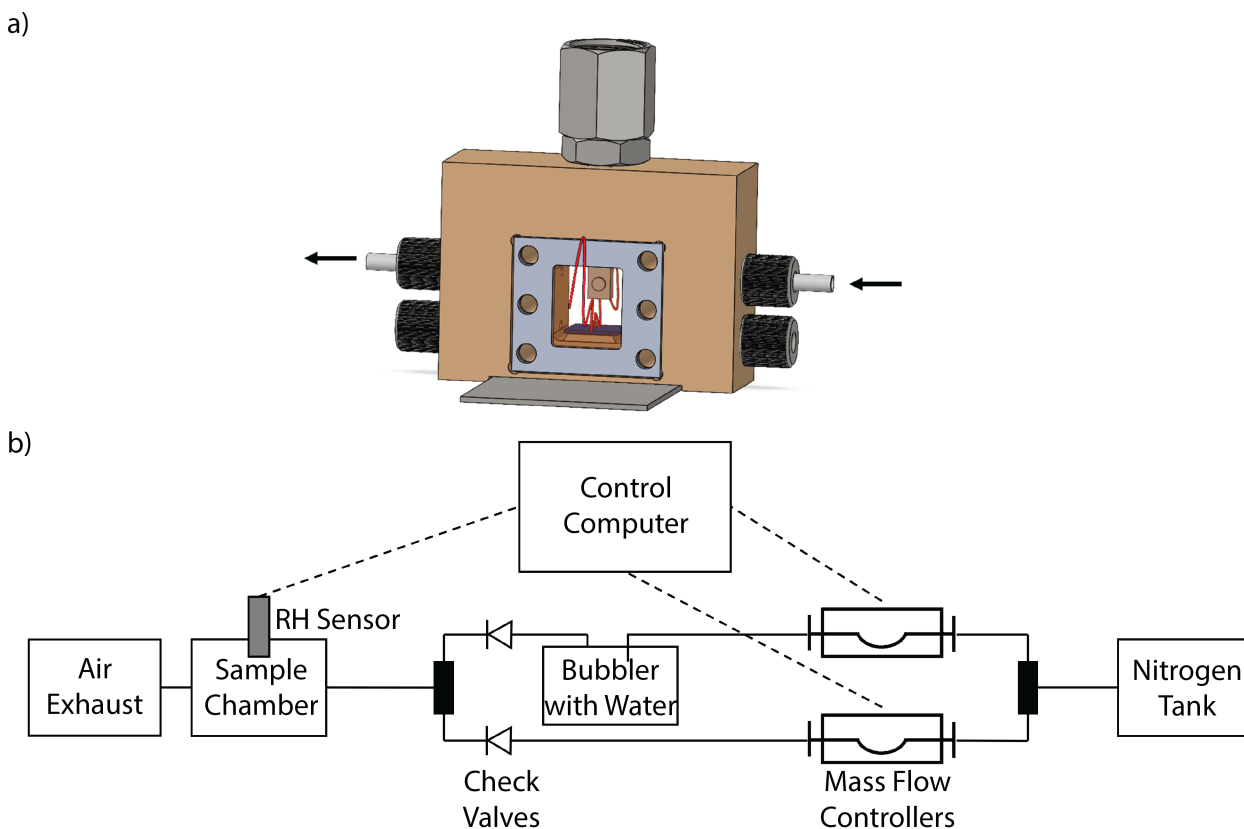 a)
b)
Control
Computer
RH Sensor
Air
Exhaust
Sample
Chamber
Bubbler
with Water
Nitrogen
Tank
Check
Valves
Mass Flow
Controllers